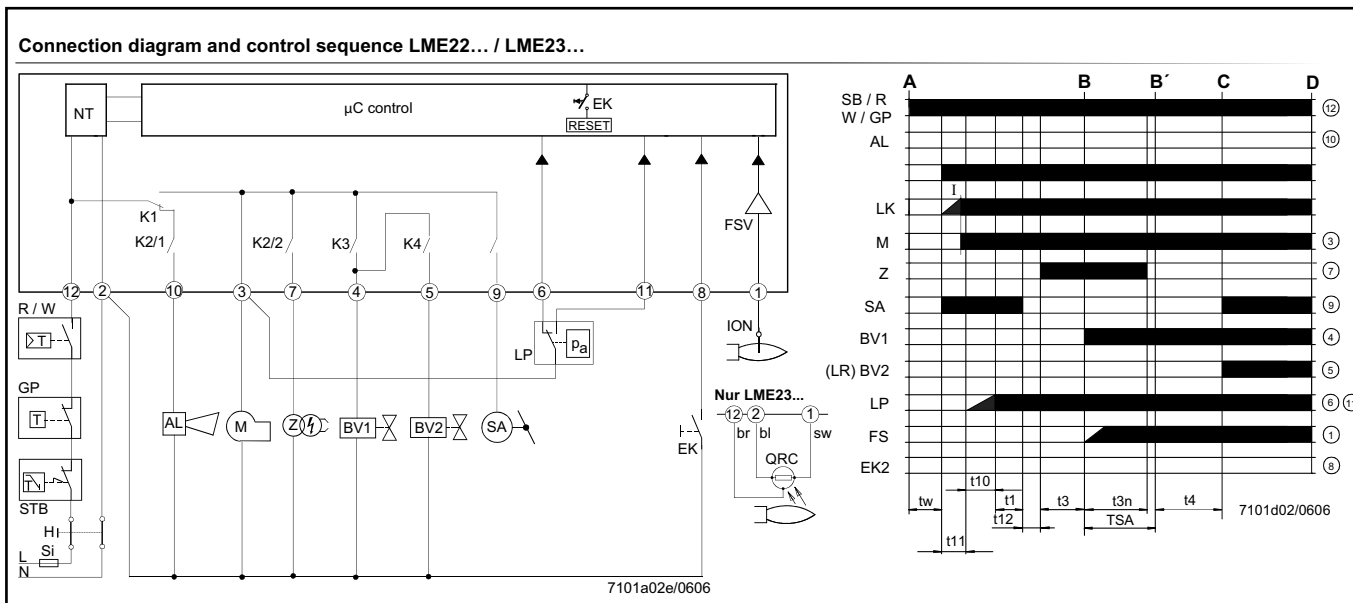 Connection diagram and control sequence LME22... / LME23...
NT
µC control
EK
RESET
K1
K2/1
K2/2
K3
K4
FSV
12
2
10
3
7
4
5
9
6
11
8
1
R / W
T
GP
T
STB
H
Si
L
N
AL
M
Z
BV1
BV2
SA
LP
pa
ION
EK
Nur LME23...
12
2
1
br
bl
sw
QRC
7101a02e/0606
A
B
B´
C
D
SB / R
W / GP
12
AL
10
I
LK
M
3
Z
7
SA
9
BV1
4
(LR) BV2
5
LP
6
11
FS
1
EK2
8
tw
t10
t11
t1
t12
t3
t3n
TSA
t4
7101d02/0606